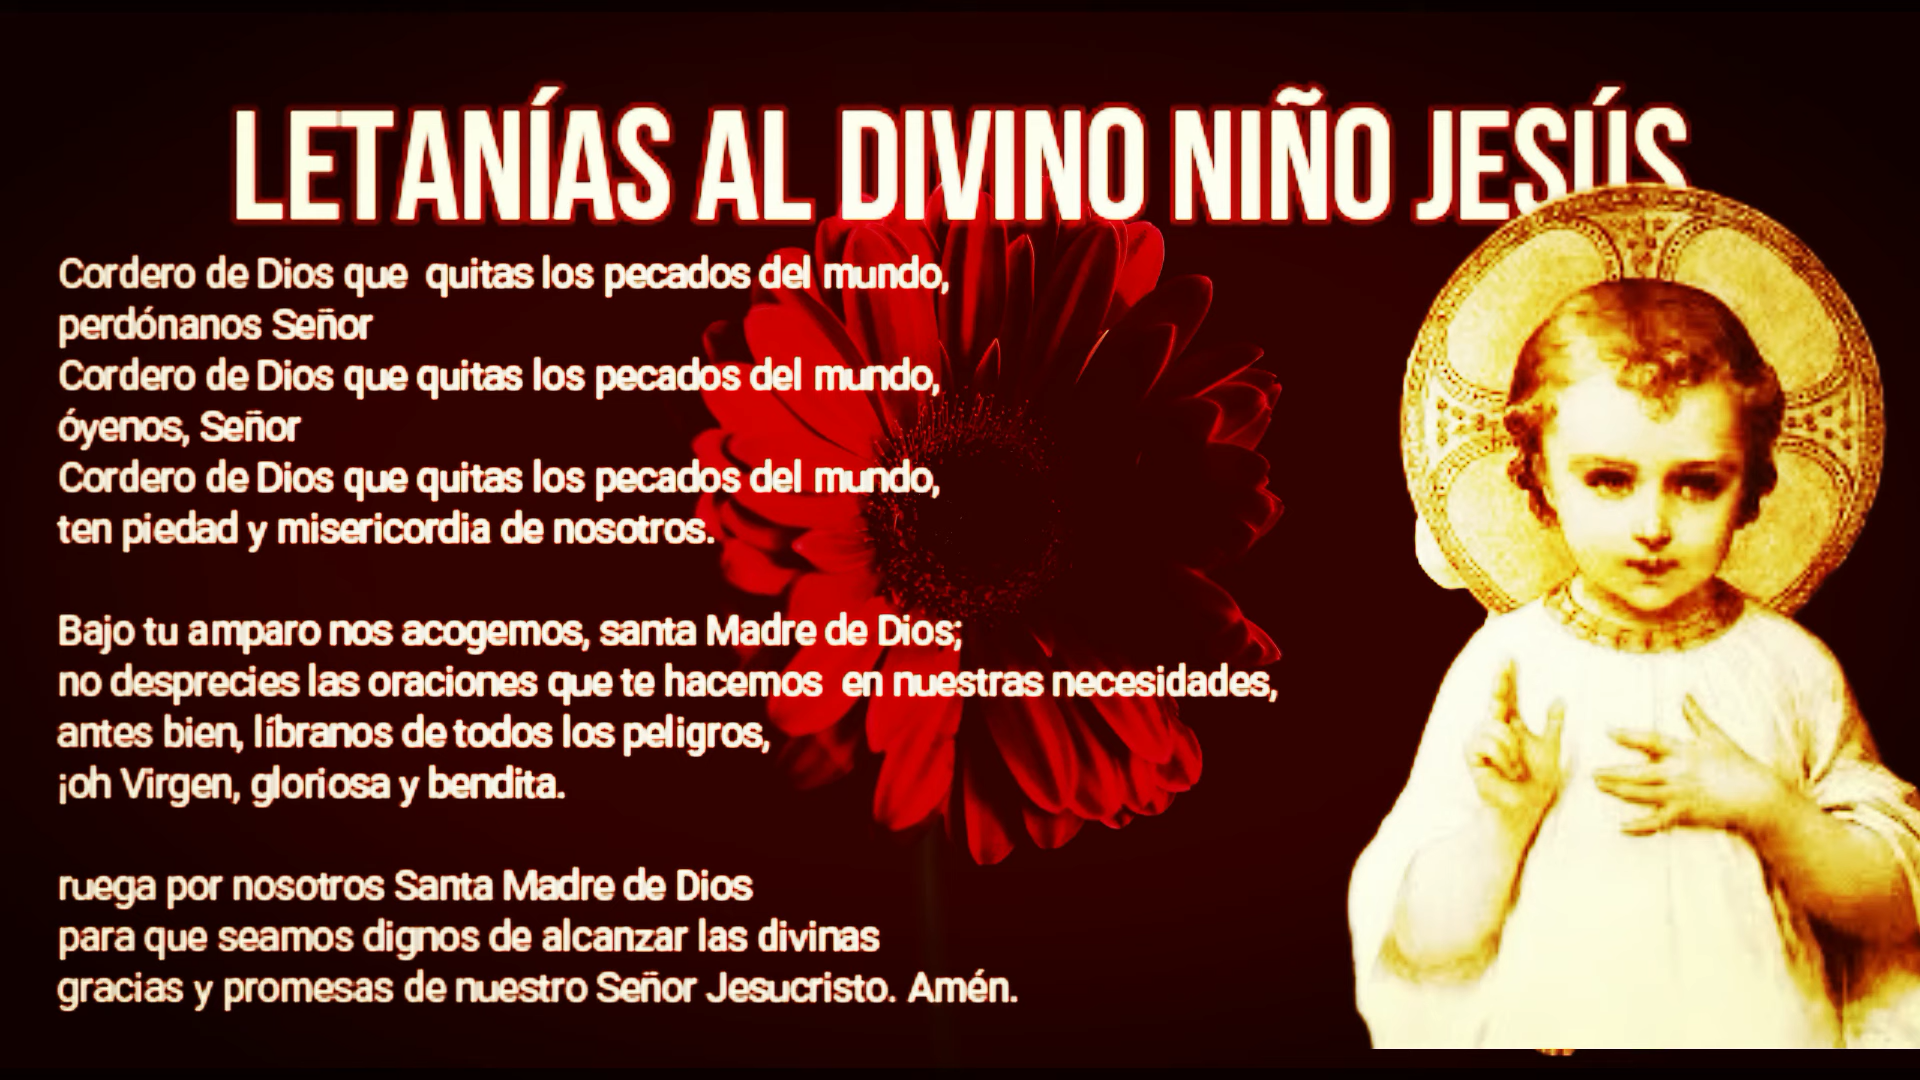 LETANÍAS AL DIVINO NIÑO JESÚS
Cordero de Dios que quitas los pecados del mundo,
perdónanos Señor
Cordero de Dios que quitas los pecados del mundo,
óyenos, Señor
Cordero de Dios que quitas los pecados del mundo,
ten piedad y misericordia de nosotros.
Bajo tu amparo nos acogemos, santa Madre de Dios;
no desprecies las oraciones que te hacemos en nuestras necesidades,
antes bien, líbranos de todos los peligros,
¡oh Virgen, gloriosa y bendita.
ruega por nosotros Santa Madre de Dios
para que seamos dignos de alcanzar las divinas
gracias y promesas de nuestro Señor Jesucristo. Amén.